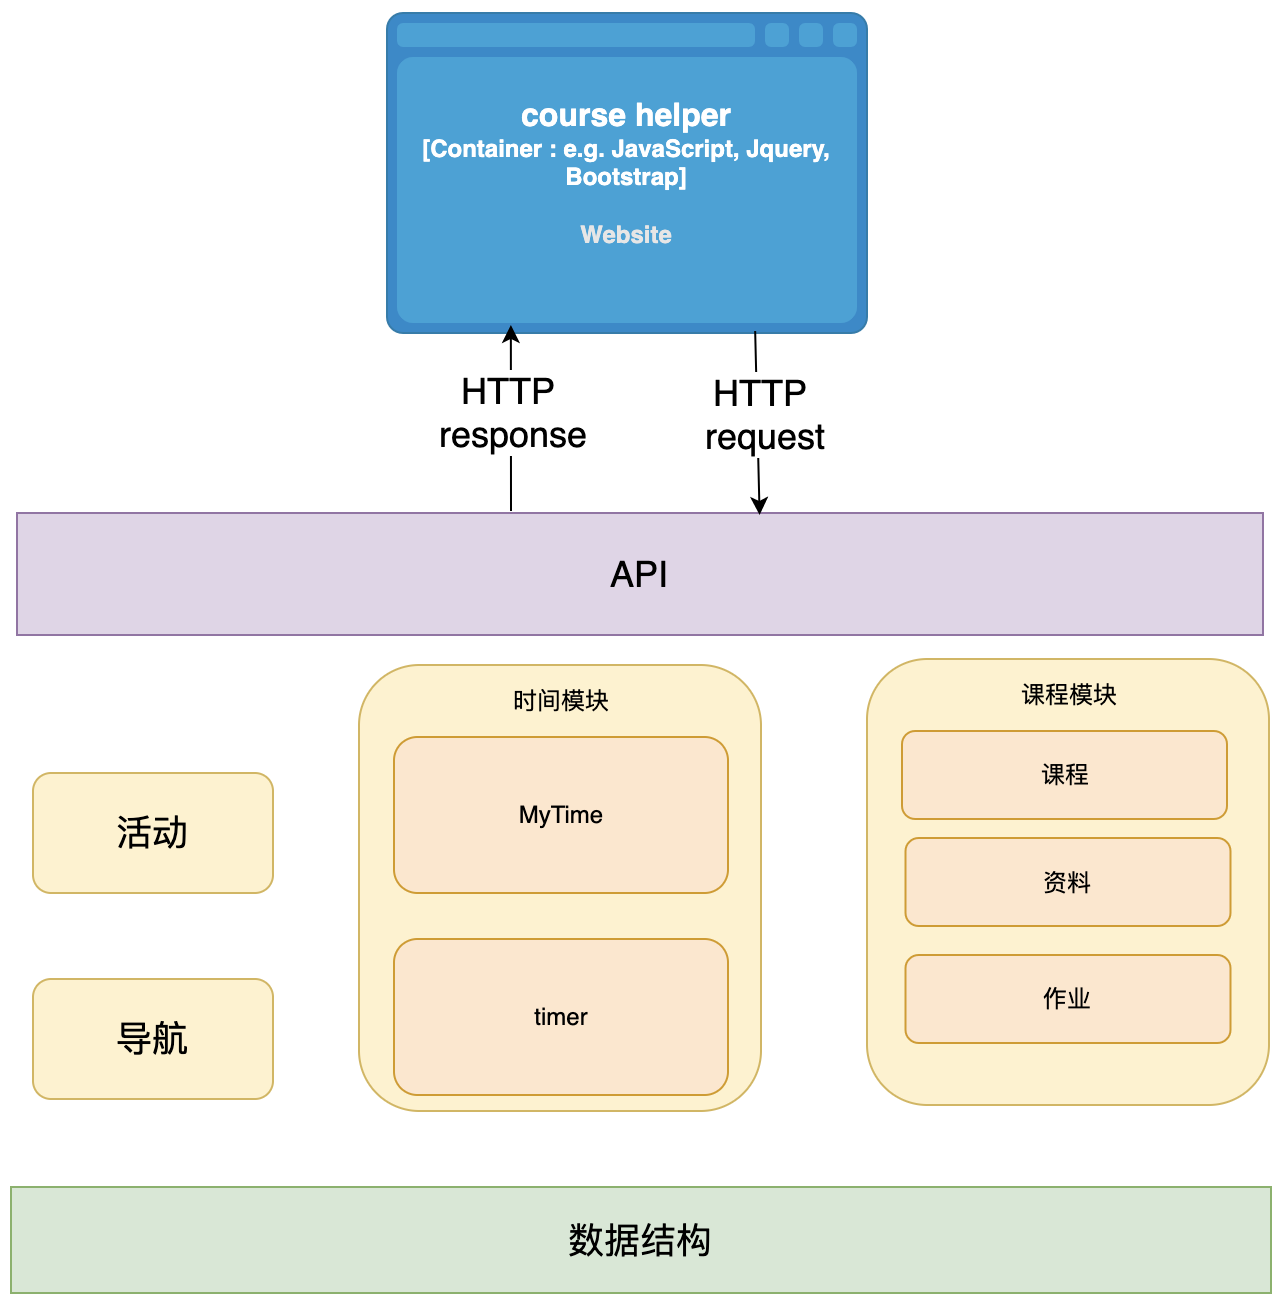 course helper
[Container : e.g. JavaScript, Jquery,
Bootstrap]
Website
HTTP
response
HTTP
request
API
时间模块
MyTime
timer
课程模块
课程
资料
作业
活动
导航
数据结构